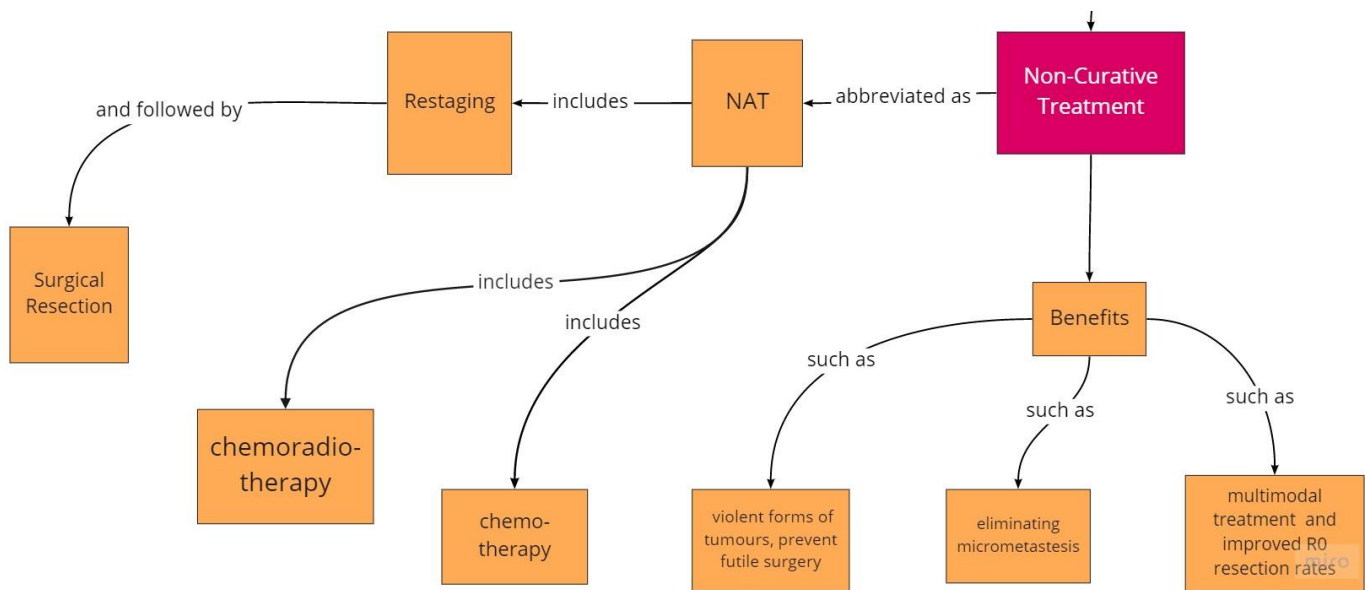 Non-Curative
Treatment
abbreviated as
NAT
includes
Restaging
and followed by
Surgical
Resection
includes
chemoradio-
therapy
includes
chemo-
therapy
Benefits
such as
violent forms of
tumours, prevent
futile surgery
such as
eliminating
micrometastesis
such as
multimodal
treatment and
improved R0
resection rates
miro